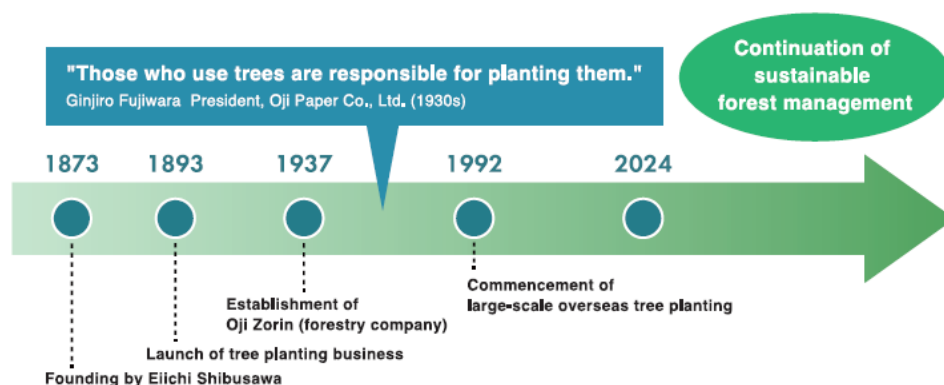 "Those who use trees are responsible for planting them."
Ginjiro Fujiwara President, Oji Paper Co., Ltd. (1930s)
Continuation of
sustainable
forest management
1873
1893
1937
1992
2024
Establishment of
Oji Zorin (forestry company)
Commencement of
large-scale overseas tree planting
Launch of tree planting business
Founding by Eiichi Shibusawa